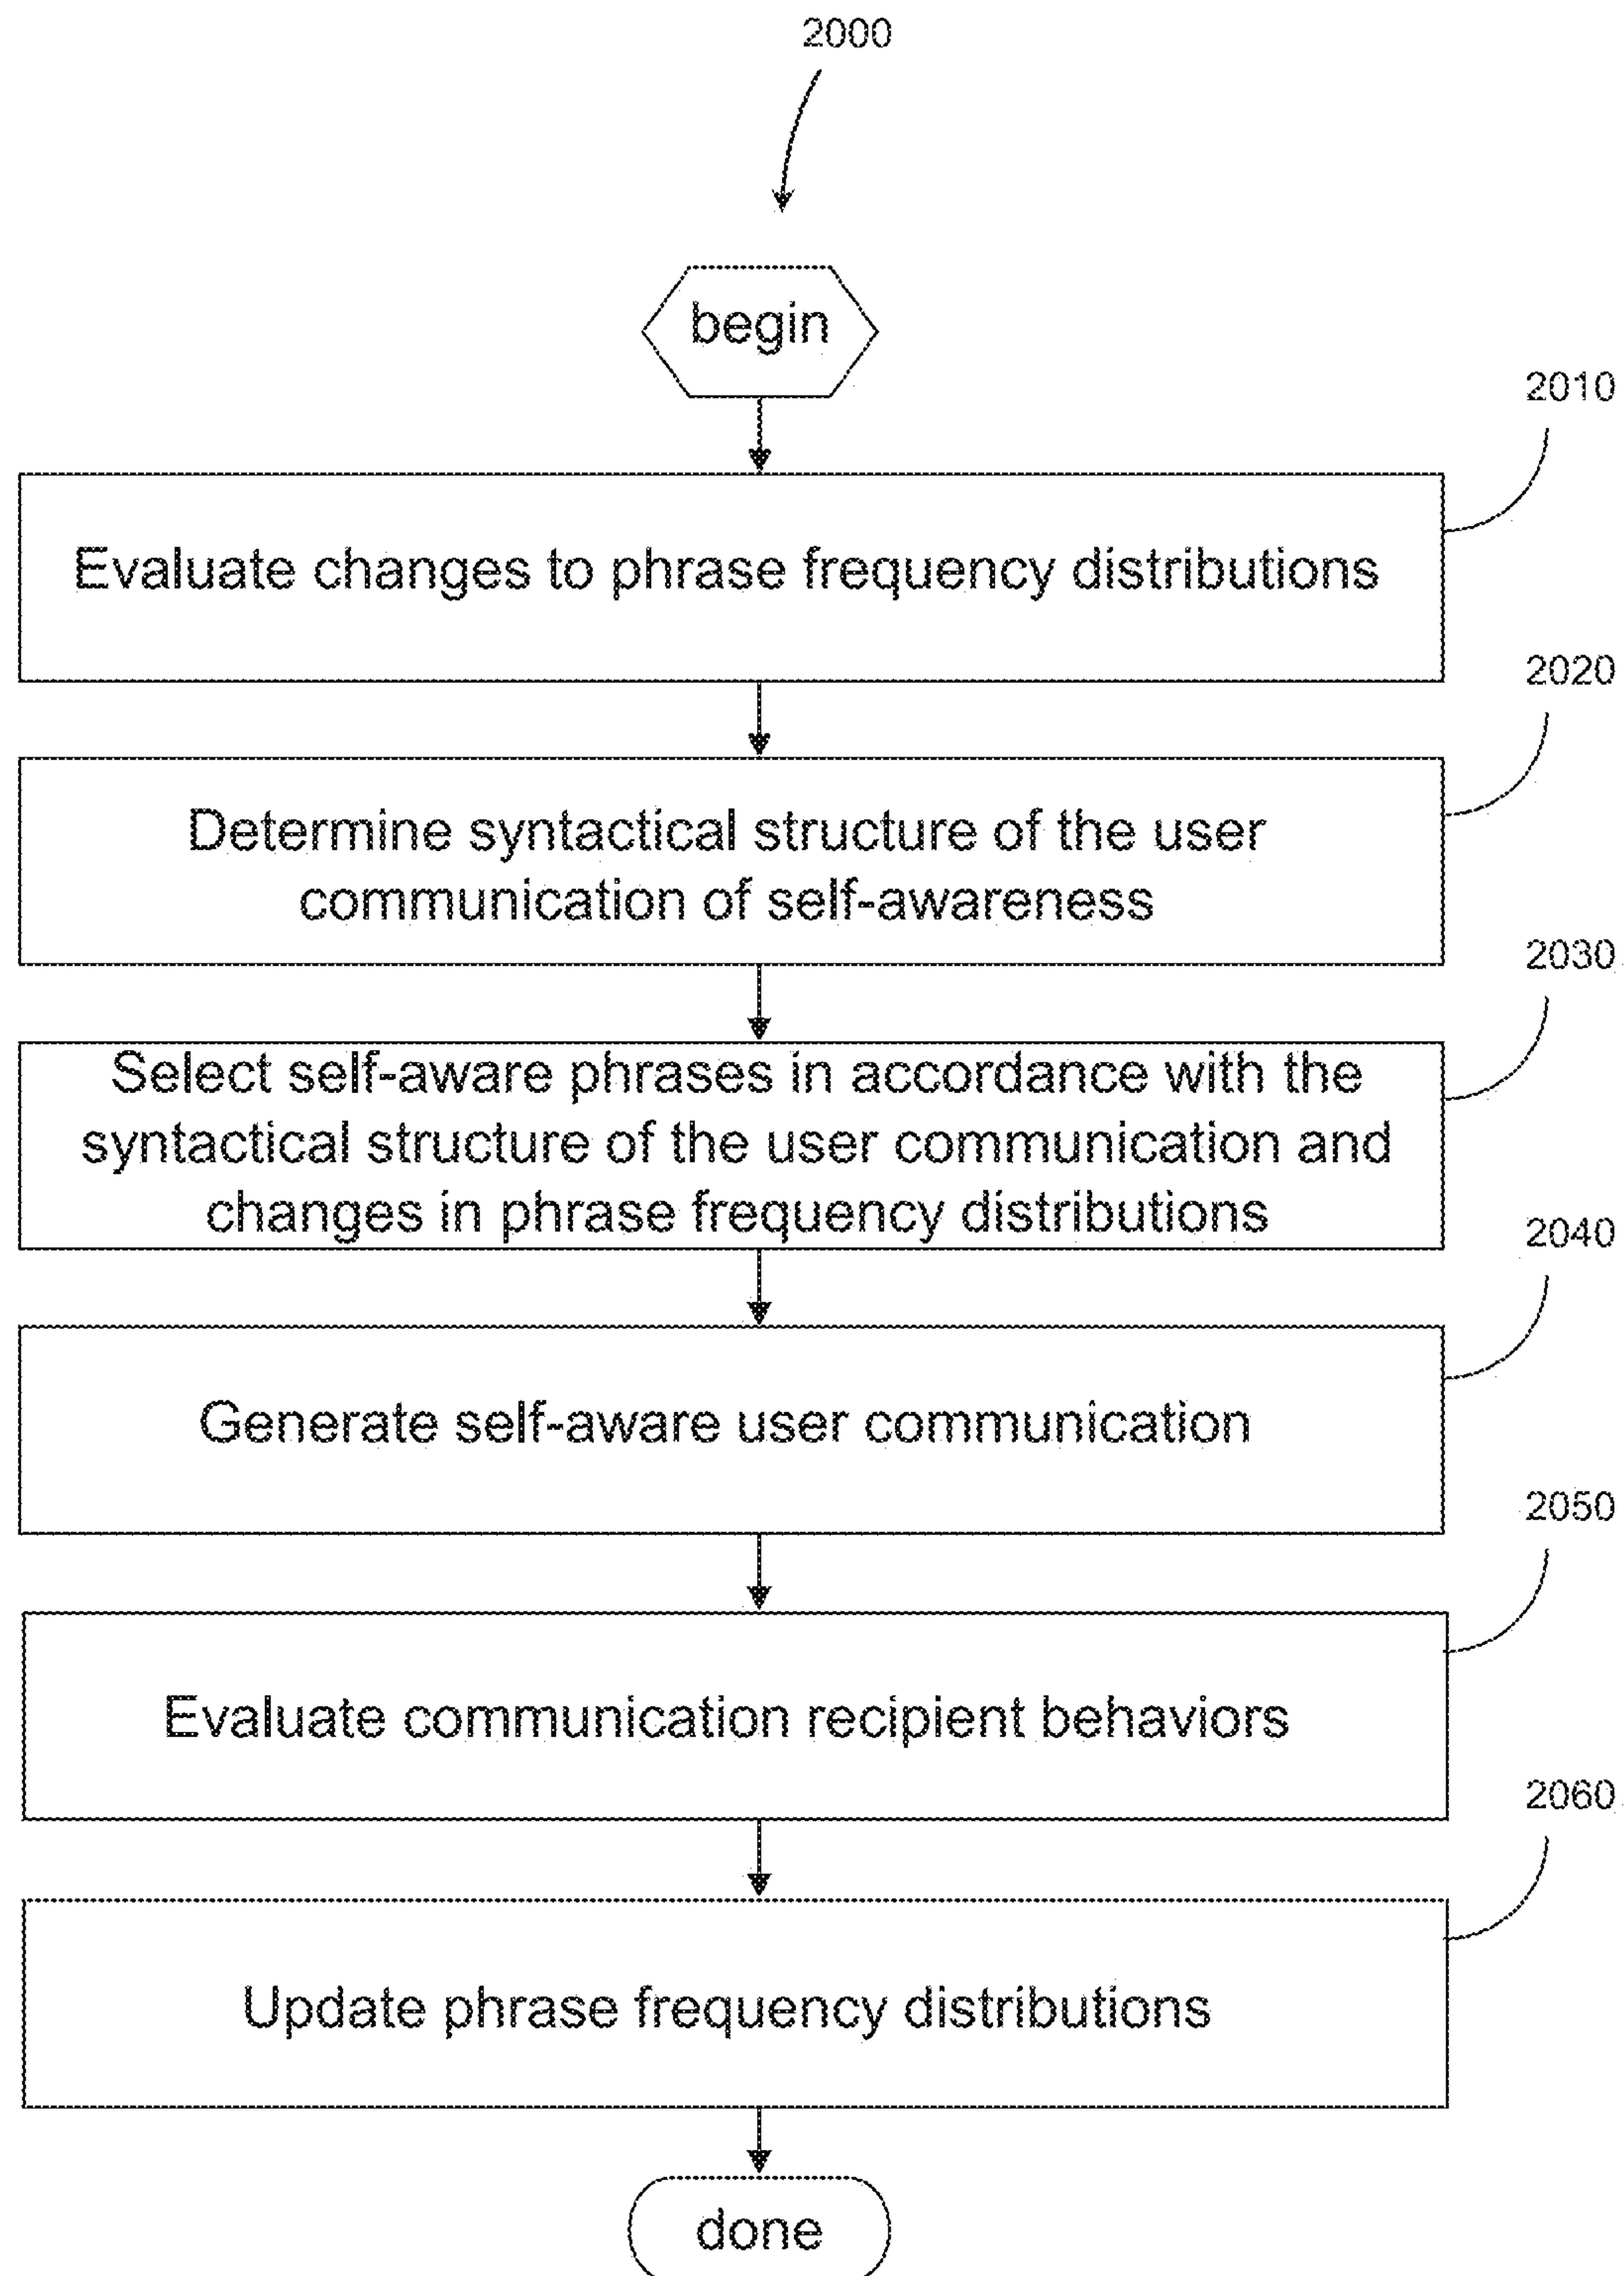 2000
begin
2010
Evaluate changes to phrase frequency distributions
2020
Determine syntactical structure of the user
communication of self-awareness
2030
Select self-aware phrases in accordance with the
syntactical structure of the user communication and
changes in phrase frequency distributions
2040
Generate self-aware user communication
2050
Evaluate communication recipient behaviors
2060
Update phrase frequency distributions
done